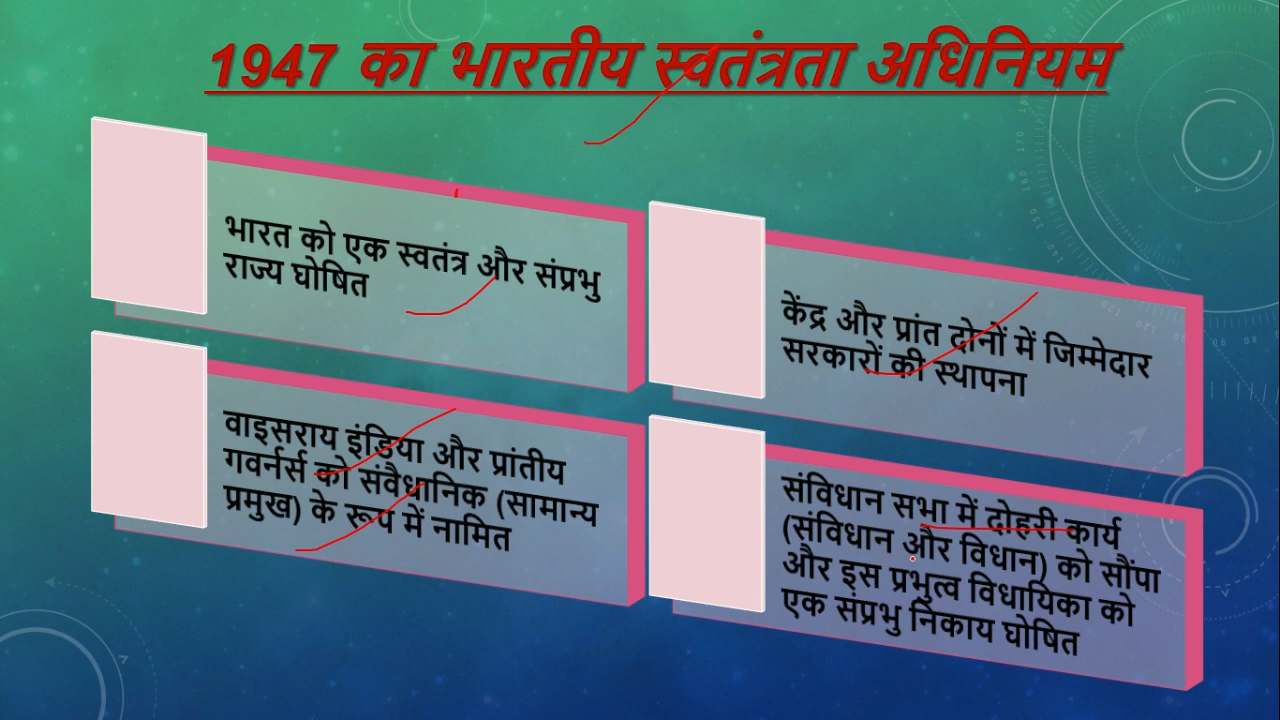 1947 का भारतीय स्वतंत्रता अधिनियम
भारत को एक स्वतंत्र और संप्रभु
राज्य घोषित
केंद्र और प्रांत दोनों में जिम्मेदार
सरकारों की स्थापना
वाइसराय इंडिया और प्रांतीय
गवर्नर्स को संवैधानिक (सामान्य
प्रमुख) के रूप में नामित
संविधान सभा में दोहरी कार्य
(संविधान और विधान) को सौंपा
और इस प्रभुत्व विधायिका को
एक संप्रभु निकाय घोषित